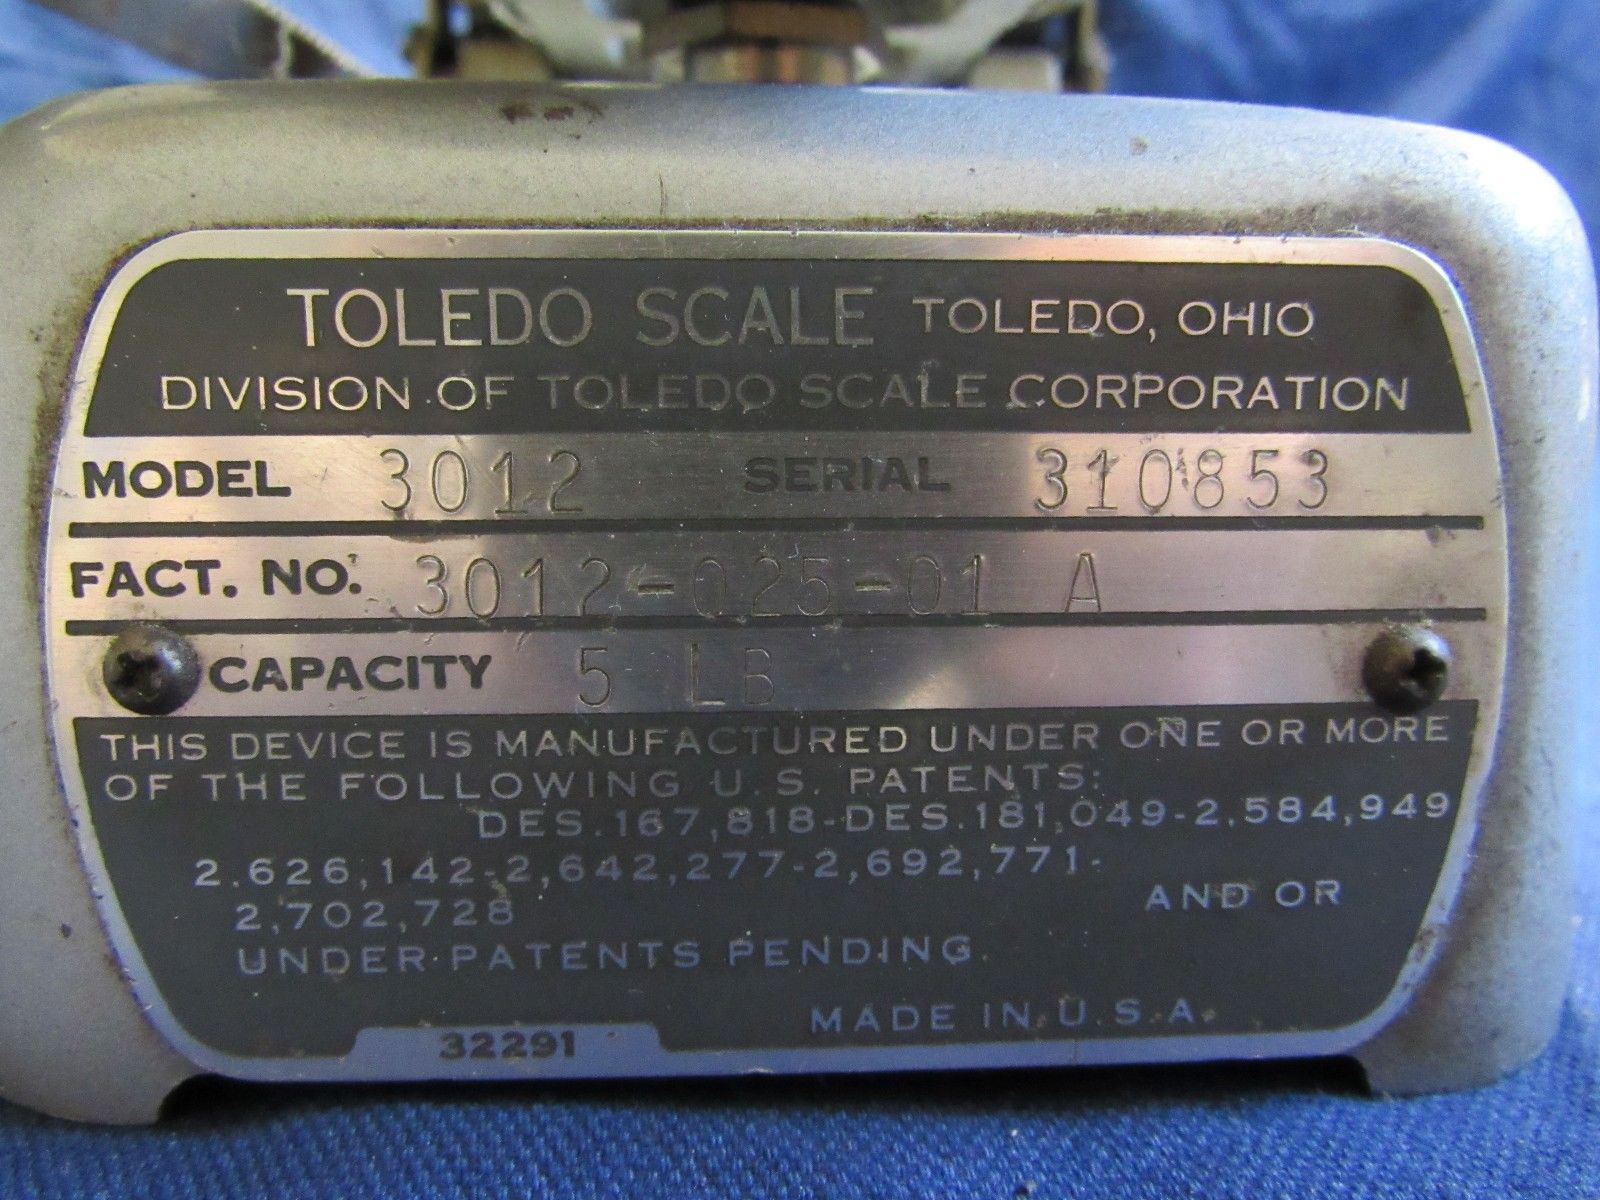 TOLEDO SCALE TOLEDO, OHIO
DIVISION OF TOLEDO SCALE CORPORATION
MODEL 3012 SERIAL 310853
FACT. NO. 3012-025-01 A
CAPACITY 5 LB
THIS DEVICE IS MANUFACTURED UNDER ONE OR MORE
OF THE FOLLOWING U.S. PATENTS:
DES.167,818-DES.181,049-2,584,949
2,626,142-2,642,277-2,692,771-
2,702,728 AND OR
UNDER PATENTS PENDING.
MADE IN U.S.A.
32291